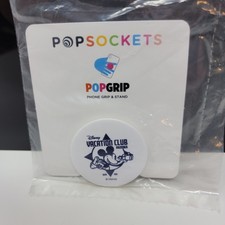 POPSOCKETS
POPGRIP
PHONE GRIP & STAND
Disney
VACATION CLUB